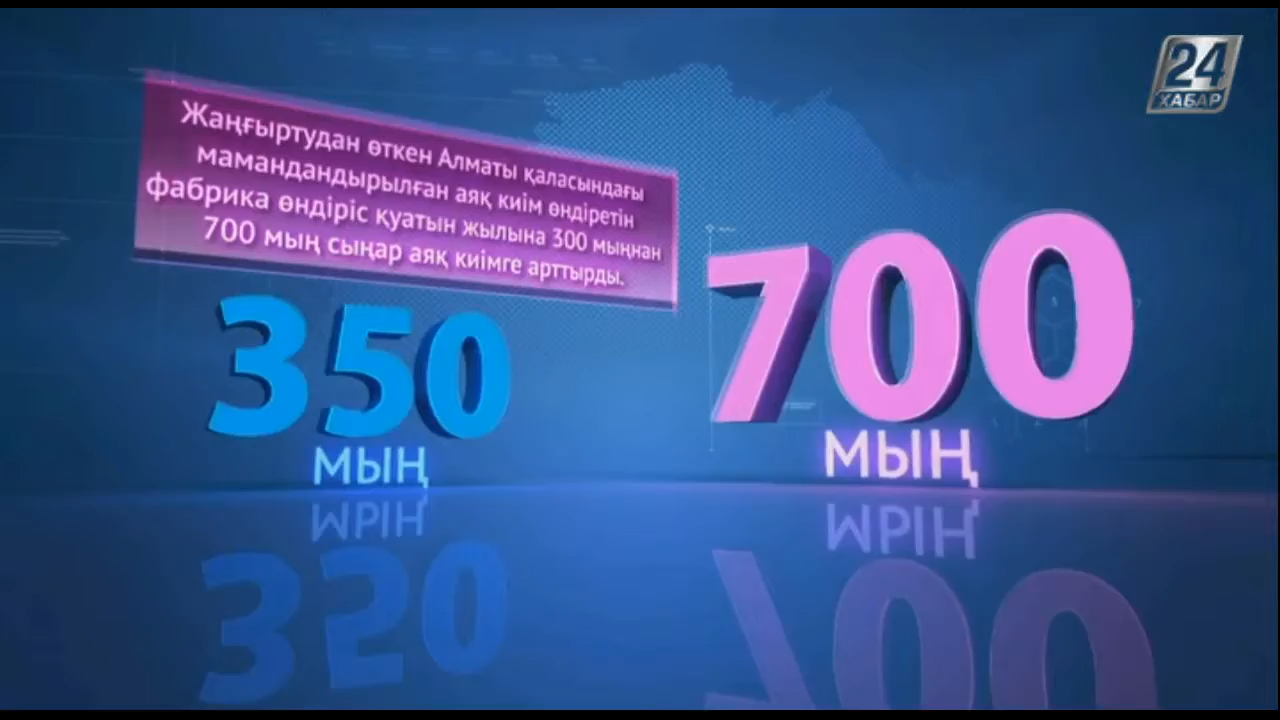 24
ХАБАР
Жаңғыртудан өткен Алматы қаласындағы
мамандандырылған аяқ киім өндіретін
фабрика өндіріс қуатын жылына 300 мыңнан
700 мың сыңар аяқ киімге арттырды.
350
МЫҢ
700
МЫҢ